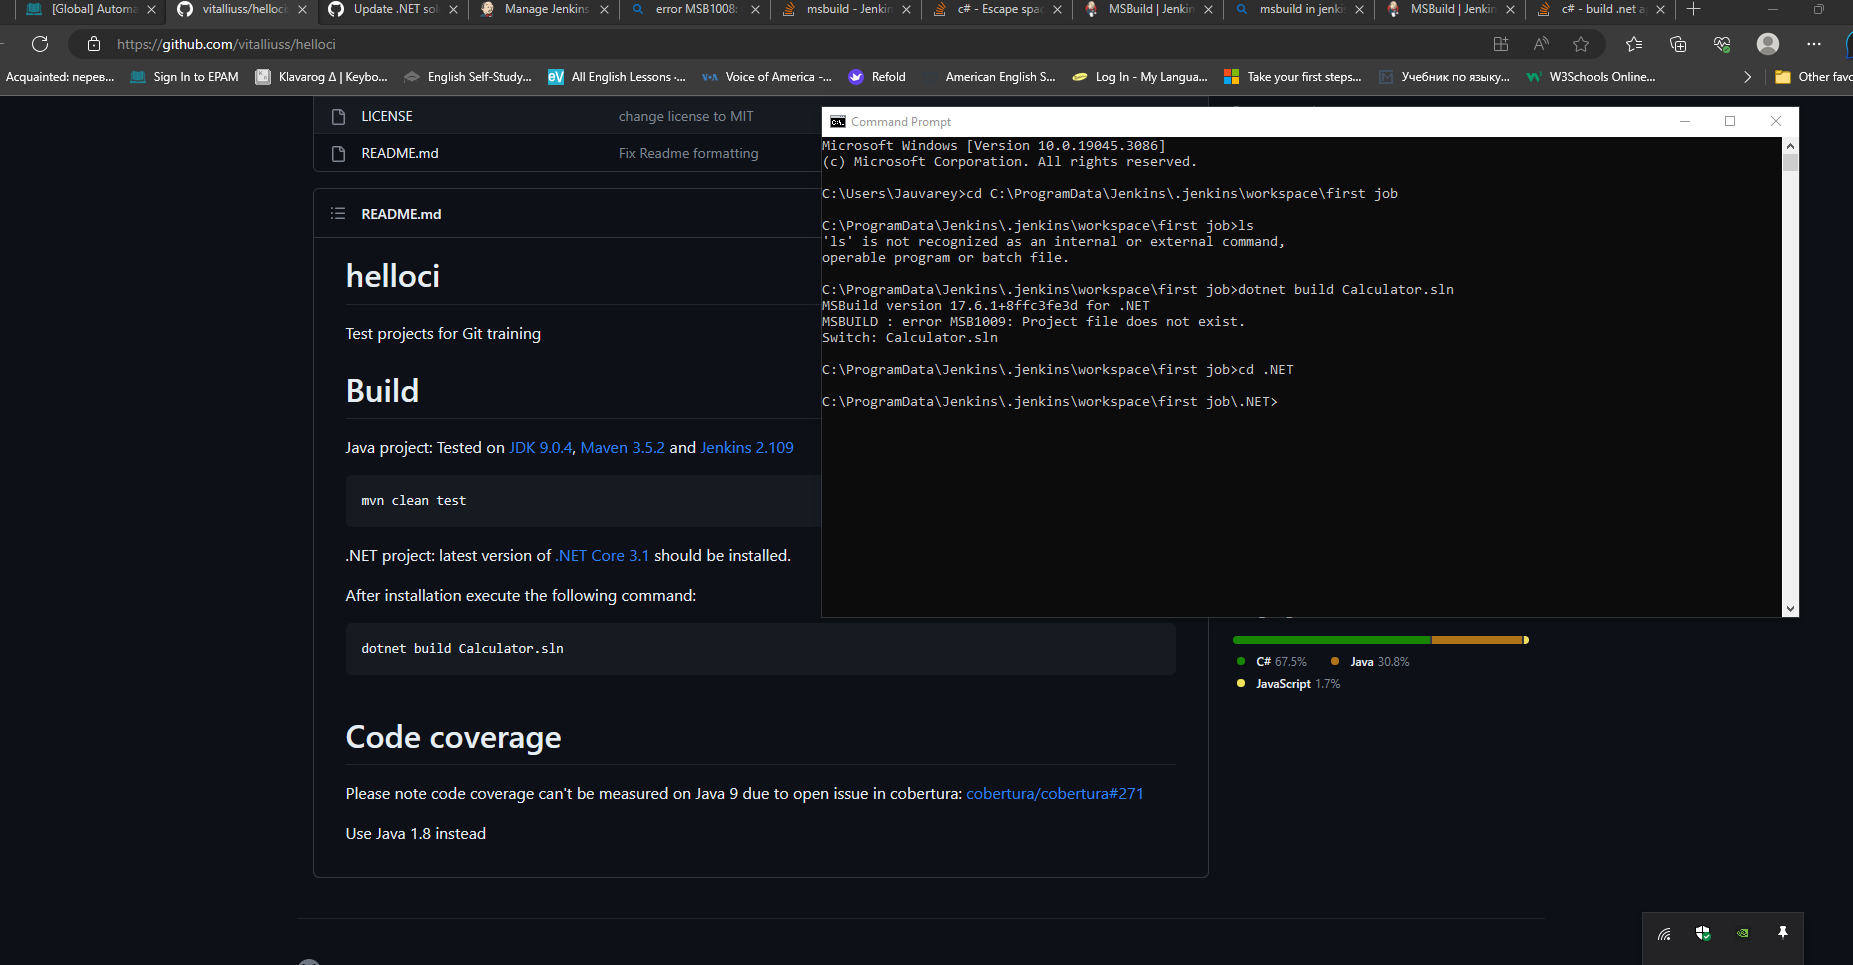 [Global] Automa
vitalliuss/helloci
Update .NET sol
Manage Jenkins
error MSB1008:
msbuild - Jenkin
c# - Escape spac
MSBuild | Jenkin
msbuild in jenki
MSBuild | Jenkin
c# - build .net a
https://github.com/vitalliuss/helloci
Acquainted: перев...
Sign In to EPAM
Klavarog Δ | Keybo...
English Self-Study...
All English Lessons -...
Voice of America -...
Refold
American English S...
Log In - My Langua...
Take your first steps...
Учебник по языку...
W3Schools Online...
Other favo
LICENSE
change license to MIT
README.md
Fix Readme formatting
README.md
helloci
Test projects for Git training
Build
Java project: Tested on JDK 9.0.4, Maven 3.5.2 and Jenkins 2.109
mvn clean test
.NET project: latest version of .NET Core 3.1 should be installed.
After installation execute the following command:
dotnet build Calculator.sln
Code coverage
Please note code coverage can't be measured on Java 9 due to open issue in cobertura: cobertura/cobertura#271
Use Java 1.8 instead
Command Prompt
Microsoft Windows [Version 10.0.19045.3086]
(c) Microsoft Corporation. All rights reserved.
C:\Users\Jauvarey>cd C:\ProgramData\Jenkins\.jenkins\workspace\first job
C:\ProgramData\Jenkins\.jenkins\workspace\first job>ls
'ls' is not recognized as an internal or external command,
operable program or batch file.
C:\ProgramData\Jenkins\.jenkins\workspace\first job>dotnet build Calculator.sln
MSBuild version 17.6.1+8ffc3fe3d for .NET
MSBUILD : error MSB1009: Project file does not exist.
Switch: Calculator.sln
C:\ProgramData\Jenkins\.jenkins\workspace\first job>cd .NET
C:\ProgramData\Jenkins\.jenkins\workspace\first job\.NET>
C# 67.5%
Java 30.8%
JavaScript 1.7%